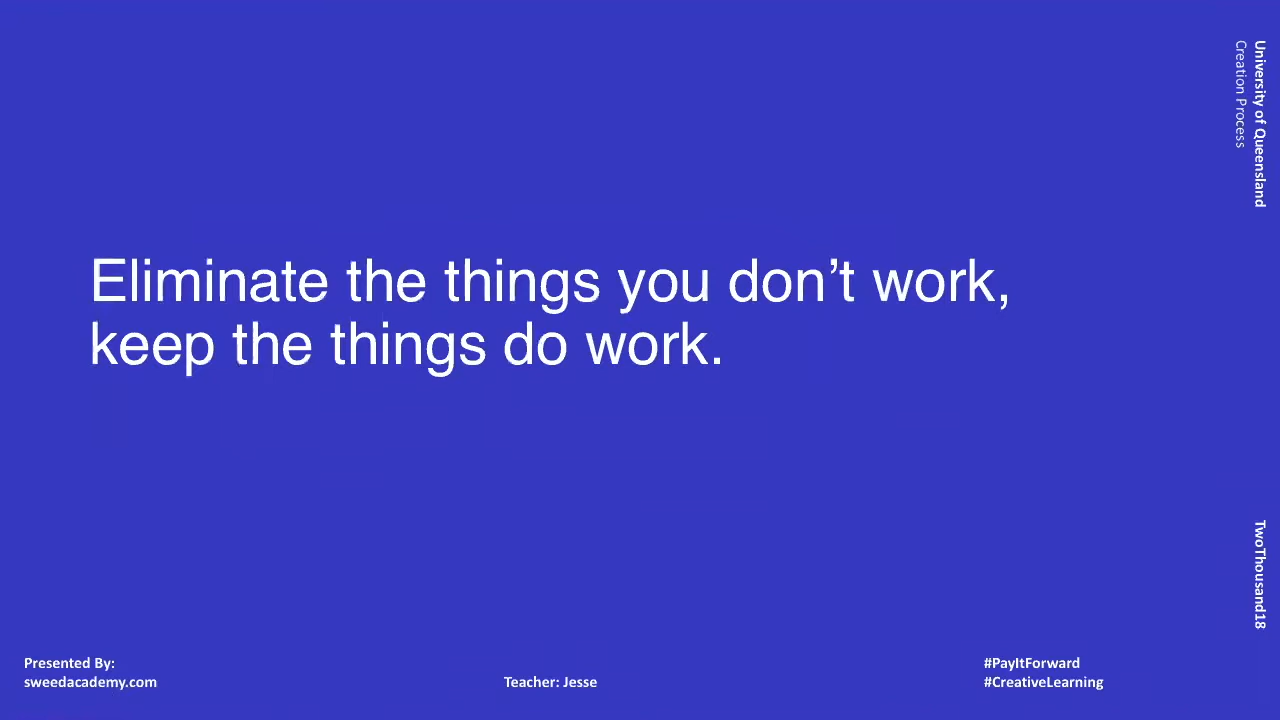 University of Queensland
Creation Process
Eliminate the things you don’t work,
keep the things do work.
TwoThousand18
Presented By:
sweedacademy.com
Teacher: Jesse
#PayItForward
#CreativeLearning